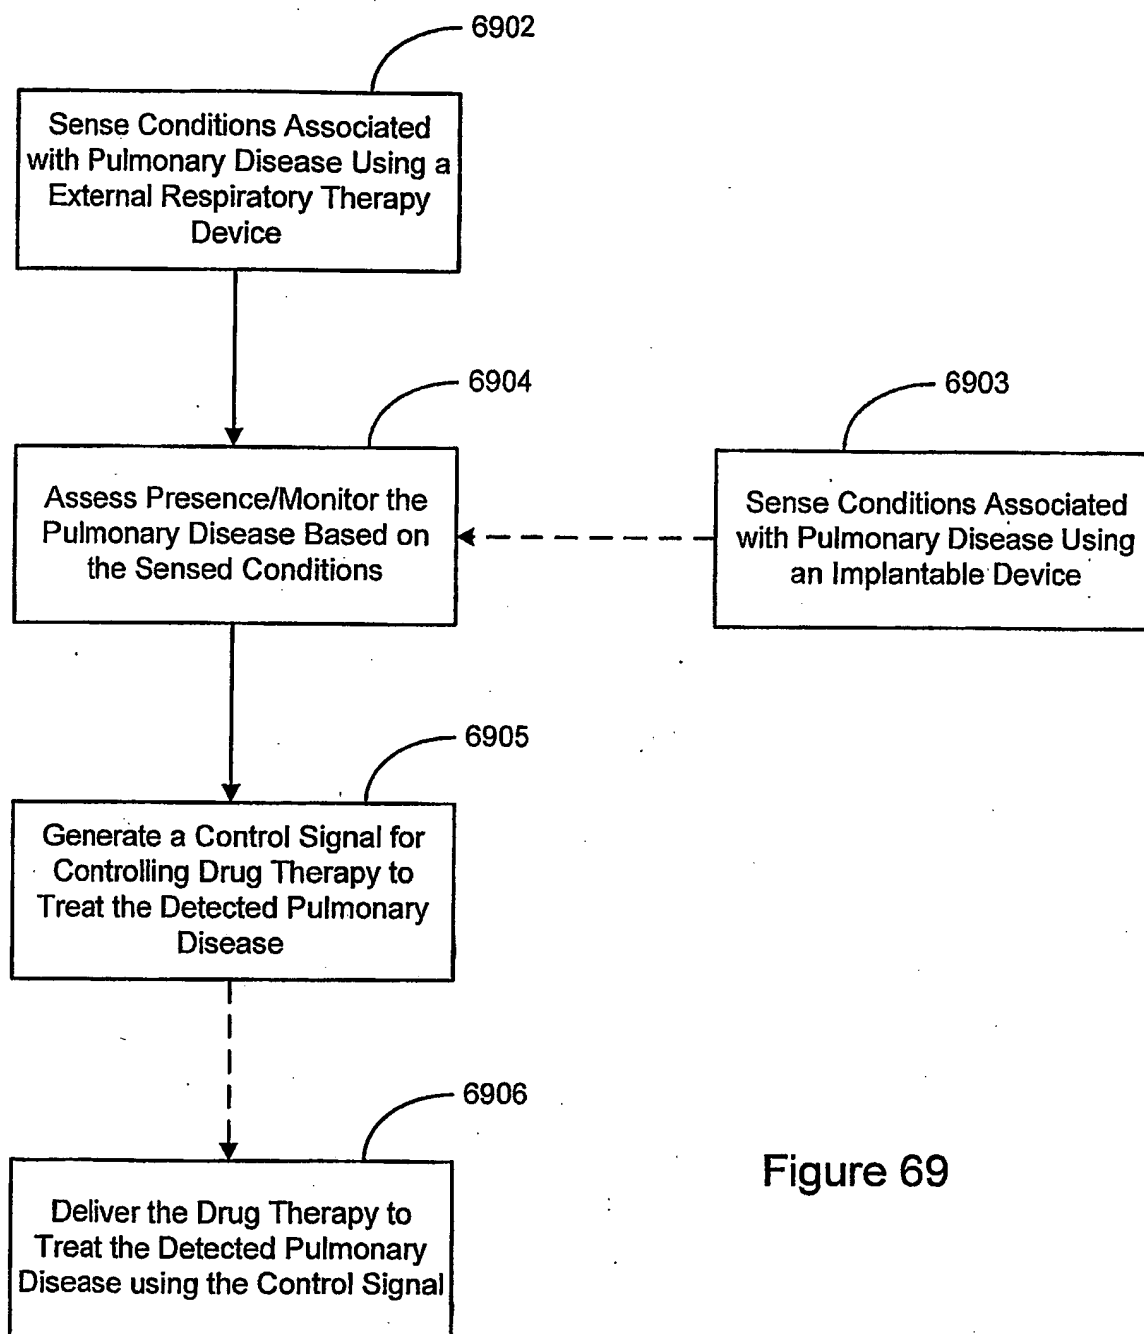 6902
Sense Conditions Associated
with Pulmonary Disease Using a
External Respiratory Therapy
Device
6904
Assess Presence/Monitor the
Pulmonary Disease Based on
the Sensed Conditions
6903
Sense Conditions Associated
with Pulmonary Disease Using
an Implantable Device
6905
Generate a Control Signal for
Controlling Drug Therapy to
Treat the Detected Pulmonary
Disease
6906
Deliver the Drug Therapy to
Treat the Detected Pulmonary
Disease using the Control Signal
Figure 69